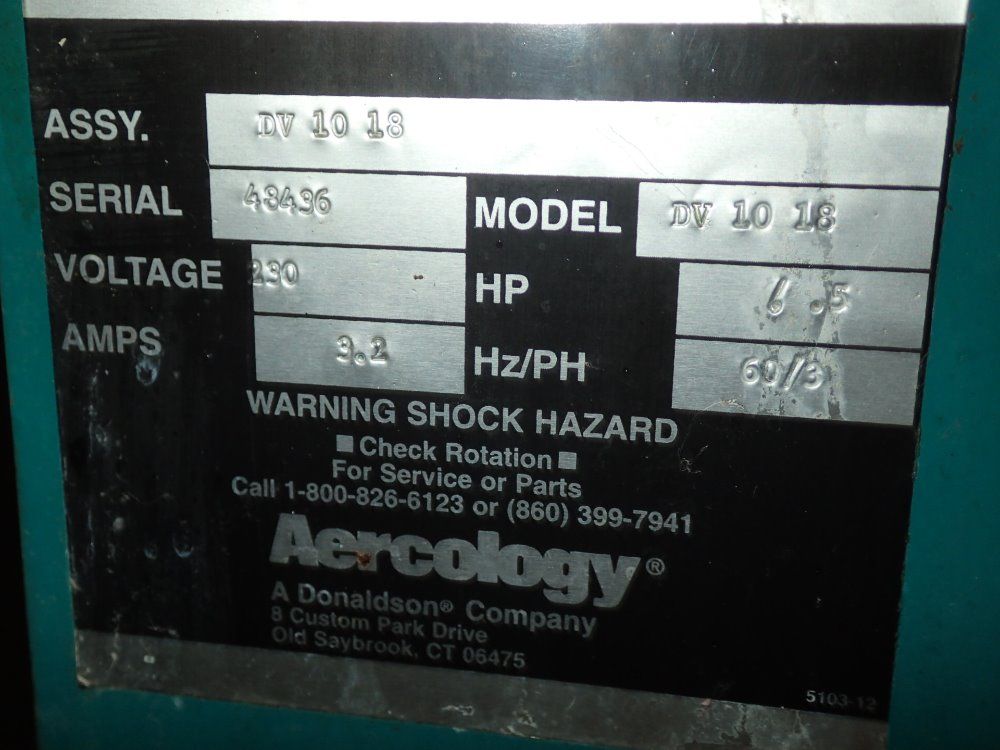 ASSY. DV 10 18
SERIAL 48436 MODEL DV 10 18
VOLTAGE 230 HP 6.5
AMPS 3.2 Hz/PH 60/3
WARNING SHOCK HAZARD
■ Check Rotation ■
For Service or Parts
Call 1-800-826-6123 or (860) 399-7941
Aercology®
A Donaldson® Company
8 Custom Park Drive
Old Saybrook, CT 06475
5103-12